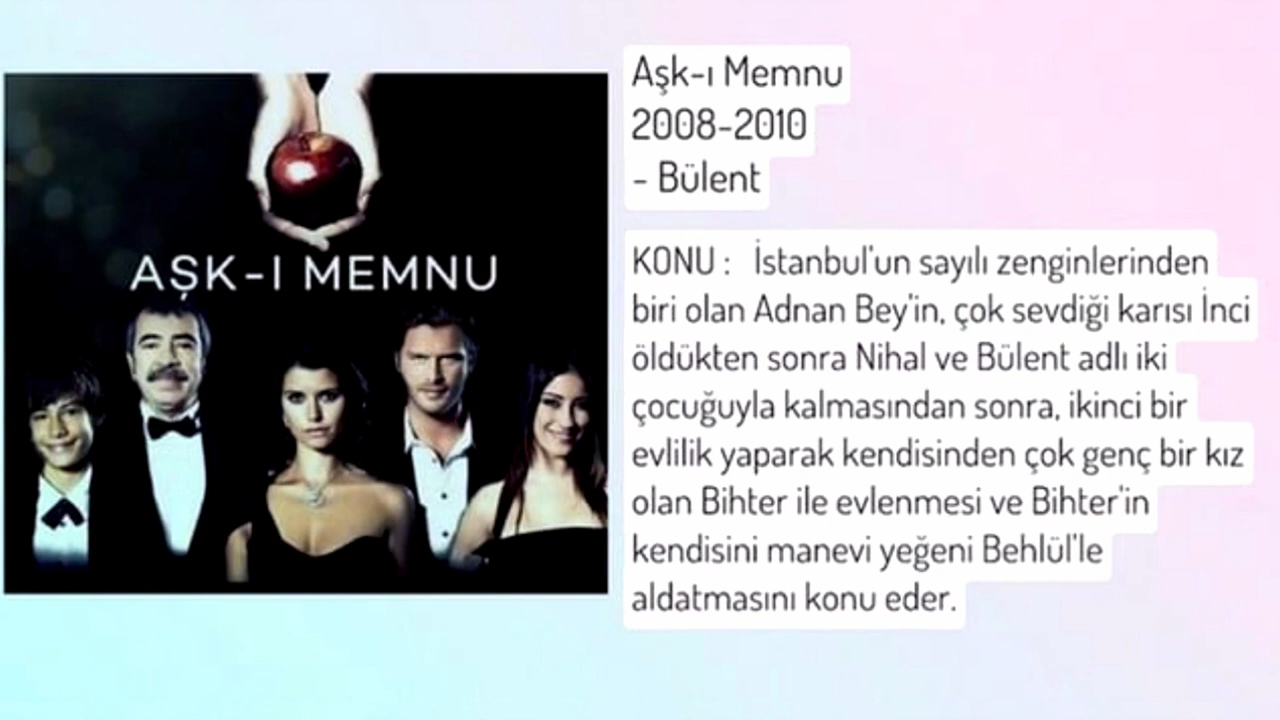 AŞK-I MEMNU
Aşk-ı Memnu
2008-2010
- Bülent
KONU : İstanbul'un sayılı zenginlerinden
biri olan Adnan Bey'in, çok sevdiği karısı İnci
öldükten sonra Nihal ve Bülent adlı iki
çocuğuyla kalmasından sonra, ikinci bir
evlilik yaparak kendisinden çok genç bir kız
olan Bihter ile evlenmesi ve Bihter'in
kendisini manevi yeğeni Behlül'le
aldatmasını konu eder.